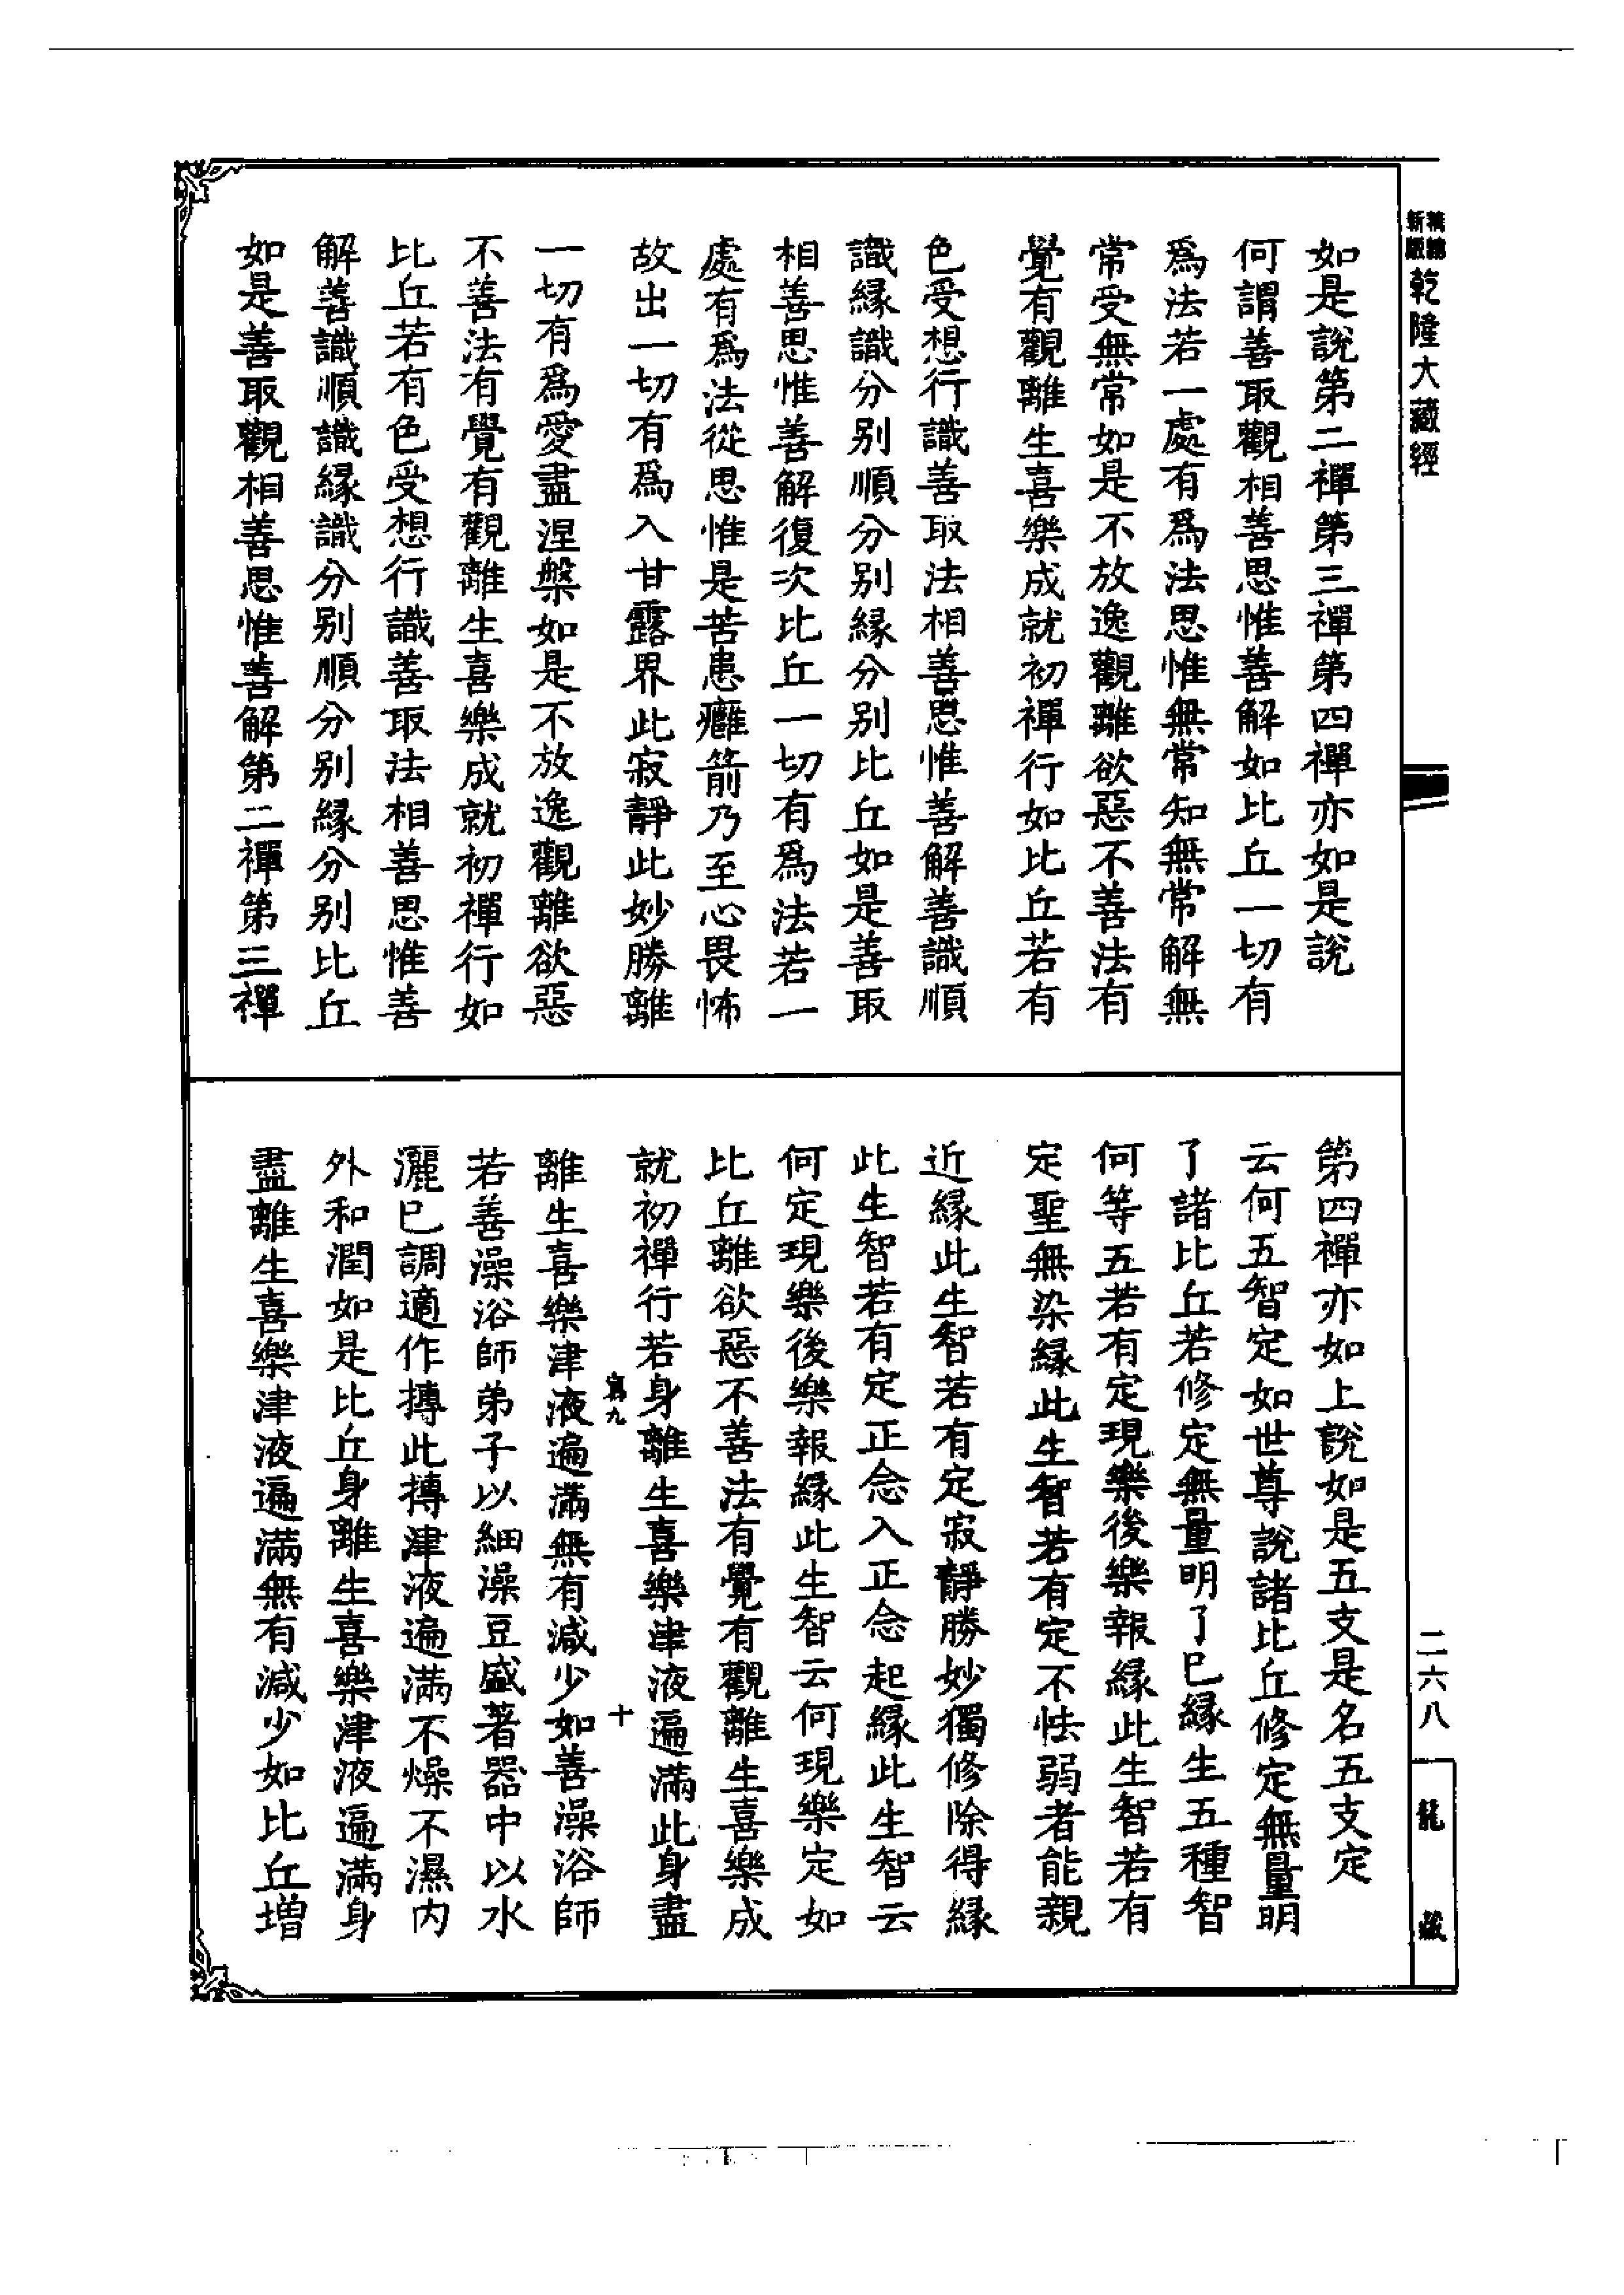 新編縮版乾隆大藏經
如是說第二禪第三禪第四禪亦如是說
何謂善取觀相善思惟善解如比丘一切有
爲法若一處有爲法思惟無常知無常解無
常受無常如是不放逸觀離欲惡不善法有
覺有觀離生喜樂成就初禪行如比丘若有
色受想行識善取法相善思惟善解善識順
識緣識分別順分別緣分別比丘如是善取
相善思惟善解復次比丘一切有爲法若一
處有爲法從思惟是苦患癰箭乃至心畏怖
故出一切有爲入甘露界此寂靜此妙勝離
一切有爲愛盡涅槃如是不放逸觀離欲惡
不善法有覺有觀離生喜樂成就初禪行如
比丘若有色受想行識善取法相善思惟善
解善識順識緣識分別順分別緣分別比丘
如是善取觀相善思惟善解第二禪第三禪
第四禪亦如上說如是五支是名五支定
云何五智定如世尊說諸比丘修定無量明
了諸比丘若修定無量明了已緣生五種智
何等五若有定現樂後樂報緣此生智若有
定聖無染緣此生智若有定不怯弱者能親
近緣此生智若有定寂靜勝妙獨修除得緣
此生智若有定正念入正念起緣此生智云
何定現樂後樂報緣此生智云何現樂定如
比丘離欲惡不善法有覺有觀離生喜樂成
就初禪行若身離生喜樂津液遍滿此身盡
離生喜樂津液遍滿無有減少如善澡浴師
若善澡浴師弟子以細澡豆盛著器中以水
灑已調適作摶此摶津液遍滿不燥不濕內
外和潤如是比丘身離生喜樂津液遍滿身
盡離生喜樂津液遍滿無有減少如比丘增
十
二六八
龍藏